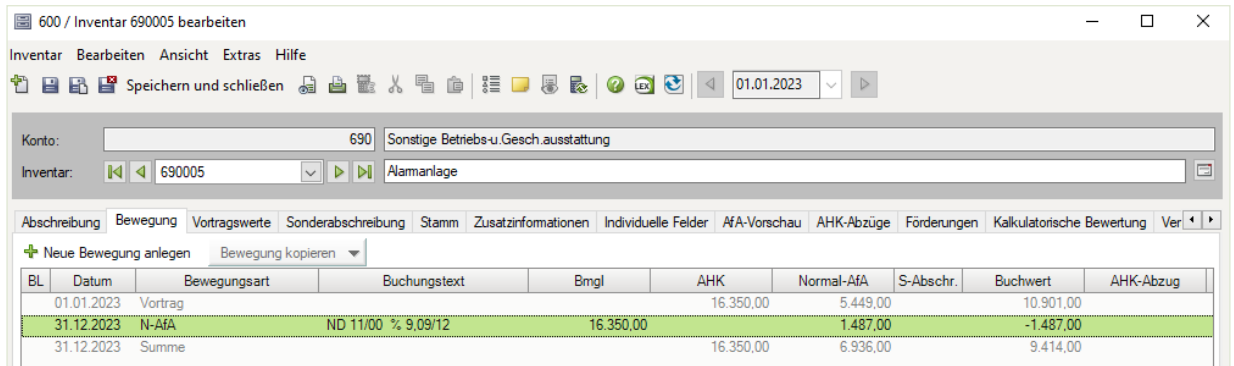 600 / Inventar 690005 bearbeiten
Inventar Bearbeiten Ansicht Extras Hilfe
Speichern und schließen LEX 01.01.2023
Konto: 690 Sonstige Betriebs-u.Gesch.ausstattung
Inventar: 690005 Alarmanlage
Abschreibung Bewegung Vortragswerte Sonderabschreibung Stamm Zusatzinformationen Individuelle Felder AfA-Vorschau AHK-Abzüge Förderungen Kalkulatorische Bewertung Ver
Neue Bewegung anlegen Bewegung kopieren
BL Datum Bewegungsart Buchungstext Bmgl AHK Normal-AfA S-Abschr. Buchwert AHK-Abzug
01.01.2023 Vortrag 16.350,00 5.449,00 10.901,00
31.12.2023 N-AfA ND 11/00 % 9,09/12 16.350,00 1.487,00 -1.487,00
31.12.2023 Summe 16.350,00 6.936,00 9.414,00